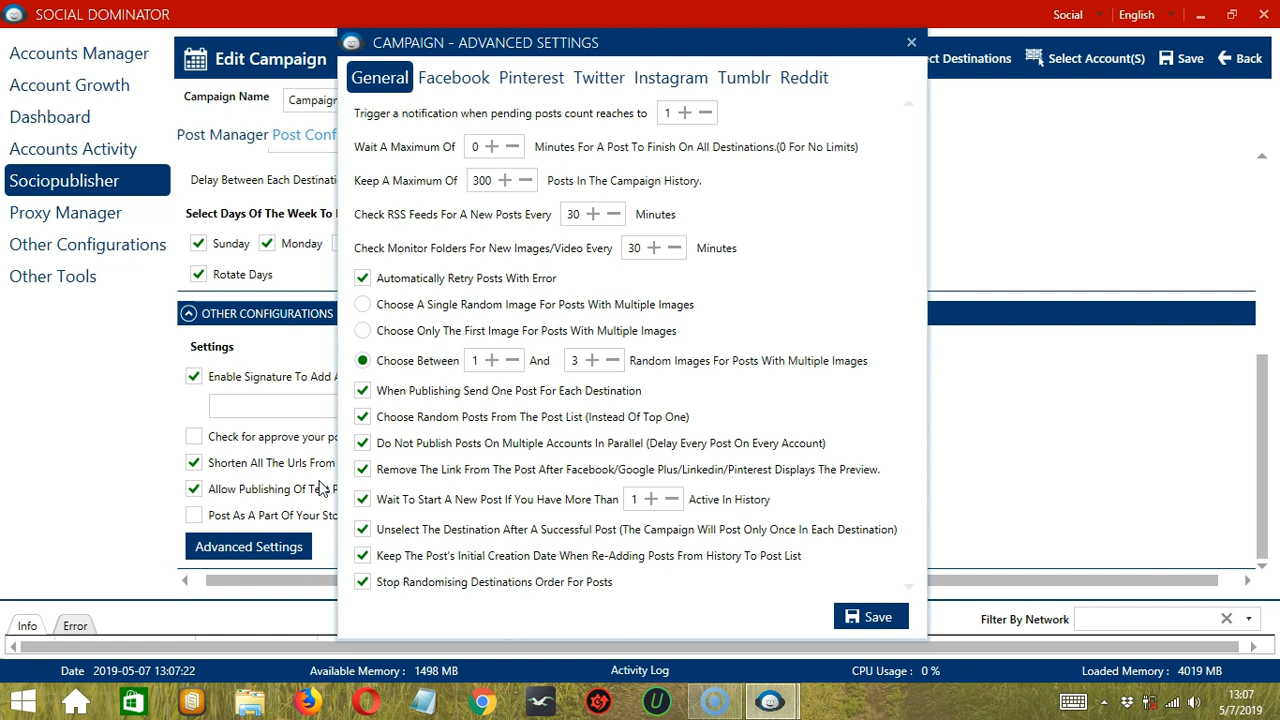 SOCIAL DOMINATOR
Social
English
Accounts Manager
Account Growth
Dashboard
Accounts Activity
Sociopublisher
Proxy Manager
Other Configurations
Other Tools
Edit Campaign
ct Destinations
Select Account(s)
Save
Back
Campaign Name
Campaign
Post Manager Post Conf
Delay Between Each Destinati
Select Days Of The Week To
Sunday
Monday
Rotate Days
OTHER CONFIGURATIONS
Settings
Enable Signature To Add A
Check for approve your po
Shorten All The Urls From
Allow Publishing Of Te P
Post As A Part Of Your Sto
Advanced Settings
CAMPAIGN - ADVANCED SETTINGS
General Facebook Pinterest Twitter Instagram Tumblr Reddit
Trigger a notification when pending posts count reaches to 1
Wait A Maximum Of 0 Minutes For A Post To Finish On All Destinations.(0 For No Limits)
Keep A Maximum Of 300 Posts In The Campaign History.
Check RSS Feeds For A New Posts Every 30 Minutes
Check Monitor Folders For New Images/Video Every 30 Minutes
Automatically Retry Posts With Error
Choose A Single Random Image For Posts With Multiple Images
Choose Only The First Image For Posts With Multiple Images
Choose Between 1 And 3 Random Images For Posts With Multiple Images
When Publishing Send One Post For Each Destination
Choose Random Posts From The Post List (Instead Of Top One)
Do Not Publish Posts On Multiple Accounts In Parallel (Delay Every Post On Every Account)
Remove The Link From The Post After Facebook/Google Plus/Linkedin/Pinterest Displays The Preview.
Wait To Start A New Post If You Have More Than 1 Active In History
Unselect The Destination After A Successful Post (The Campaign Will Post Only Once In Each Destination)
Keep The Post's Initial Creation Date When Re-Adding Posts From History To Post List
Stop Randomising Destinations Order For Posts
Save
Info
Error
Filter By Network
Date 2019-05-07 13:07:22
Available Memory : 1498 MB
Activity Log
CPU Usage : 0 %
Loaded Memory : 4019 MB
13:07
5/7/2019